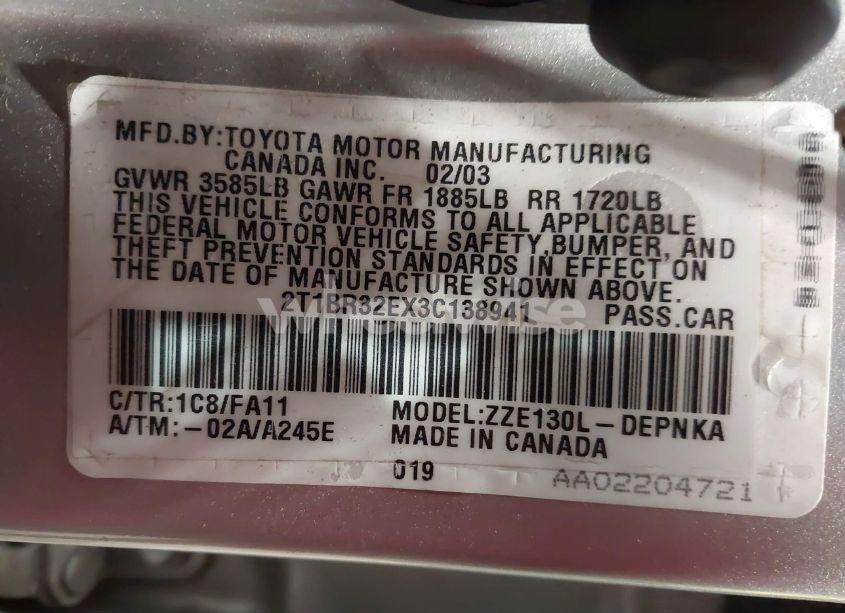 MFD.BY:TOYOTA MOTOR MANUFACTURING
CANADA INC. 02/03
GVWR 3585LB GAWR FR 1885LB RR 1720LB
THIS VEHICLE CONFORMS TO ALL APPLICABLE
FEDERAL MOTOR VEHICLE SAFETY,BUMPER, AND
THEFT PREVENTION STANDARDS IN EFFECT ON
THE DATE OF MANUFACTURE SHOWN ABOVE.
2T1BR32EX3C138941 PASS.CAR
C/TR:1C8/FA11 MODEL:ZZE130L-DEPNKA
A/TM:-02A/A245E MADE IN CANADA
019
AA02204721